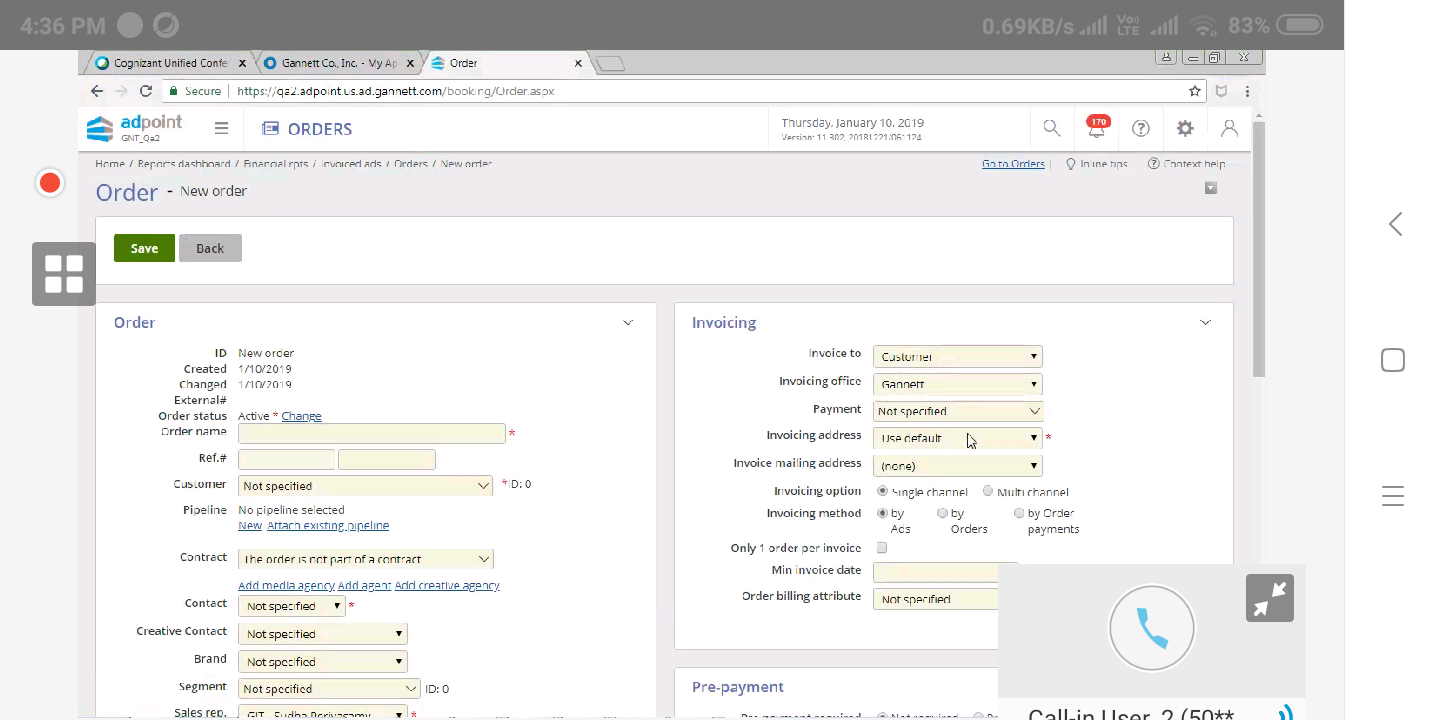 4:36 PM 0.69KB/s Vo) LTE 83%
Cognizant Unified Confe x Gannett Co., Inc. - My Ap x Order x
Secure https://qa2.adpoint.us.ad.gannett.com/booking/Order.aspx
adpoint
GNT_Qa2
ORDERS
Thursday, January 10, 2019
Version: 11.302, 20181221/061124
170
Home / Reports dashboard / Financial rpts / Invoiced ads / Orders / New order
Go to Orders Inline tips Context help
Order - New order
Save Back
Order
ID New order
Created 1/10/2019
Changed 1/10/2019
External#
Order status Active * Change
Order name *
Ref.#
Customer Not specified *ID: 0
Pipeline No pipeline selected
New Attach existing pipeline
Contract The order is not part of a contract
Add media agency Add agent Add creative agency
Contact Not specified *
Creative Contact Not specified
Brand Not specified
Segment Not specified ID: 0
Sales rep. GIT - Sudha Periyasamy *
Invoicing
Invoice to Customer
Invoicing office Gannett
Payment Not specified
Invoicing address Use default *
Invoice mailing address (none)
Invoicing option Single channel Multi channel
Invoicing method by Ads by Orders by Order payments
Only 1 order per invoice
Min invoice date
Order billing attribute Not specified
Pre-payment
Pre-payment required Not required
Call-in User_2 (50**